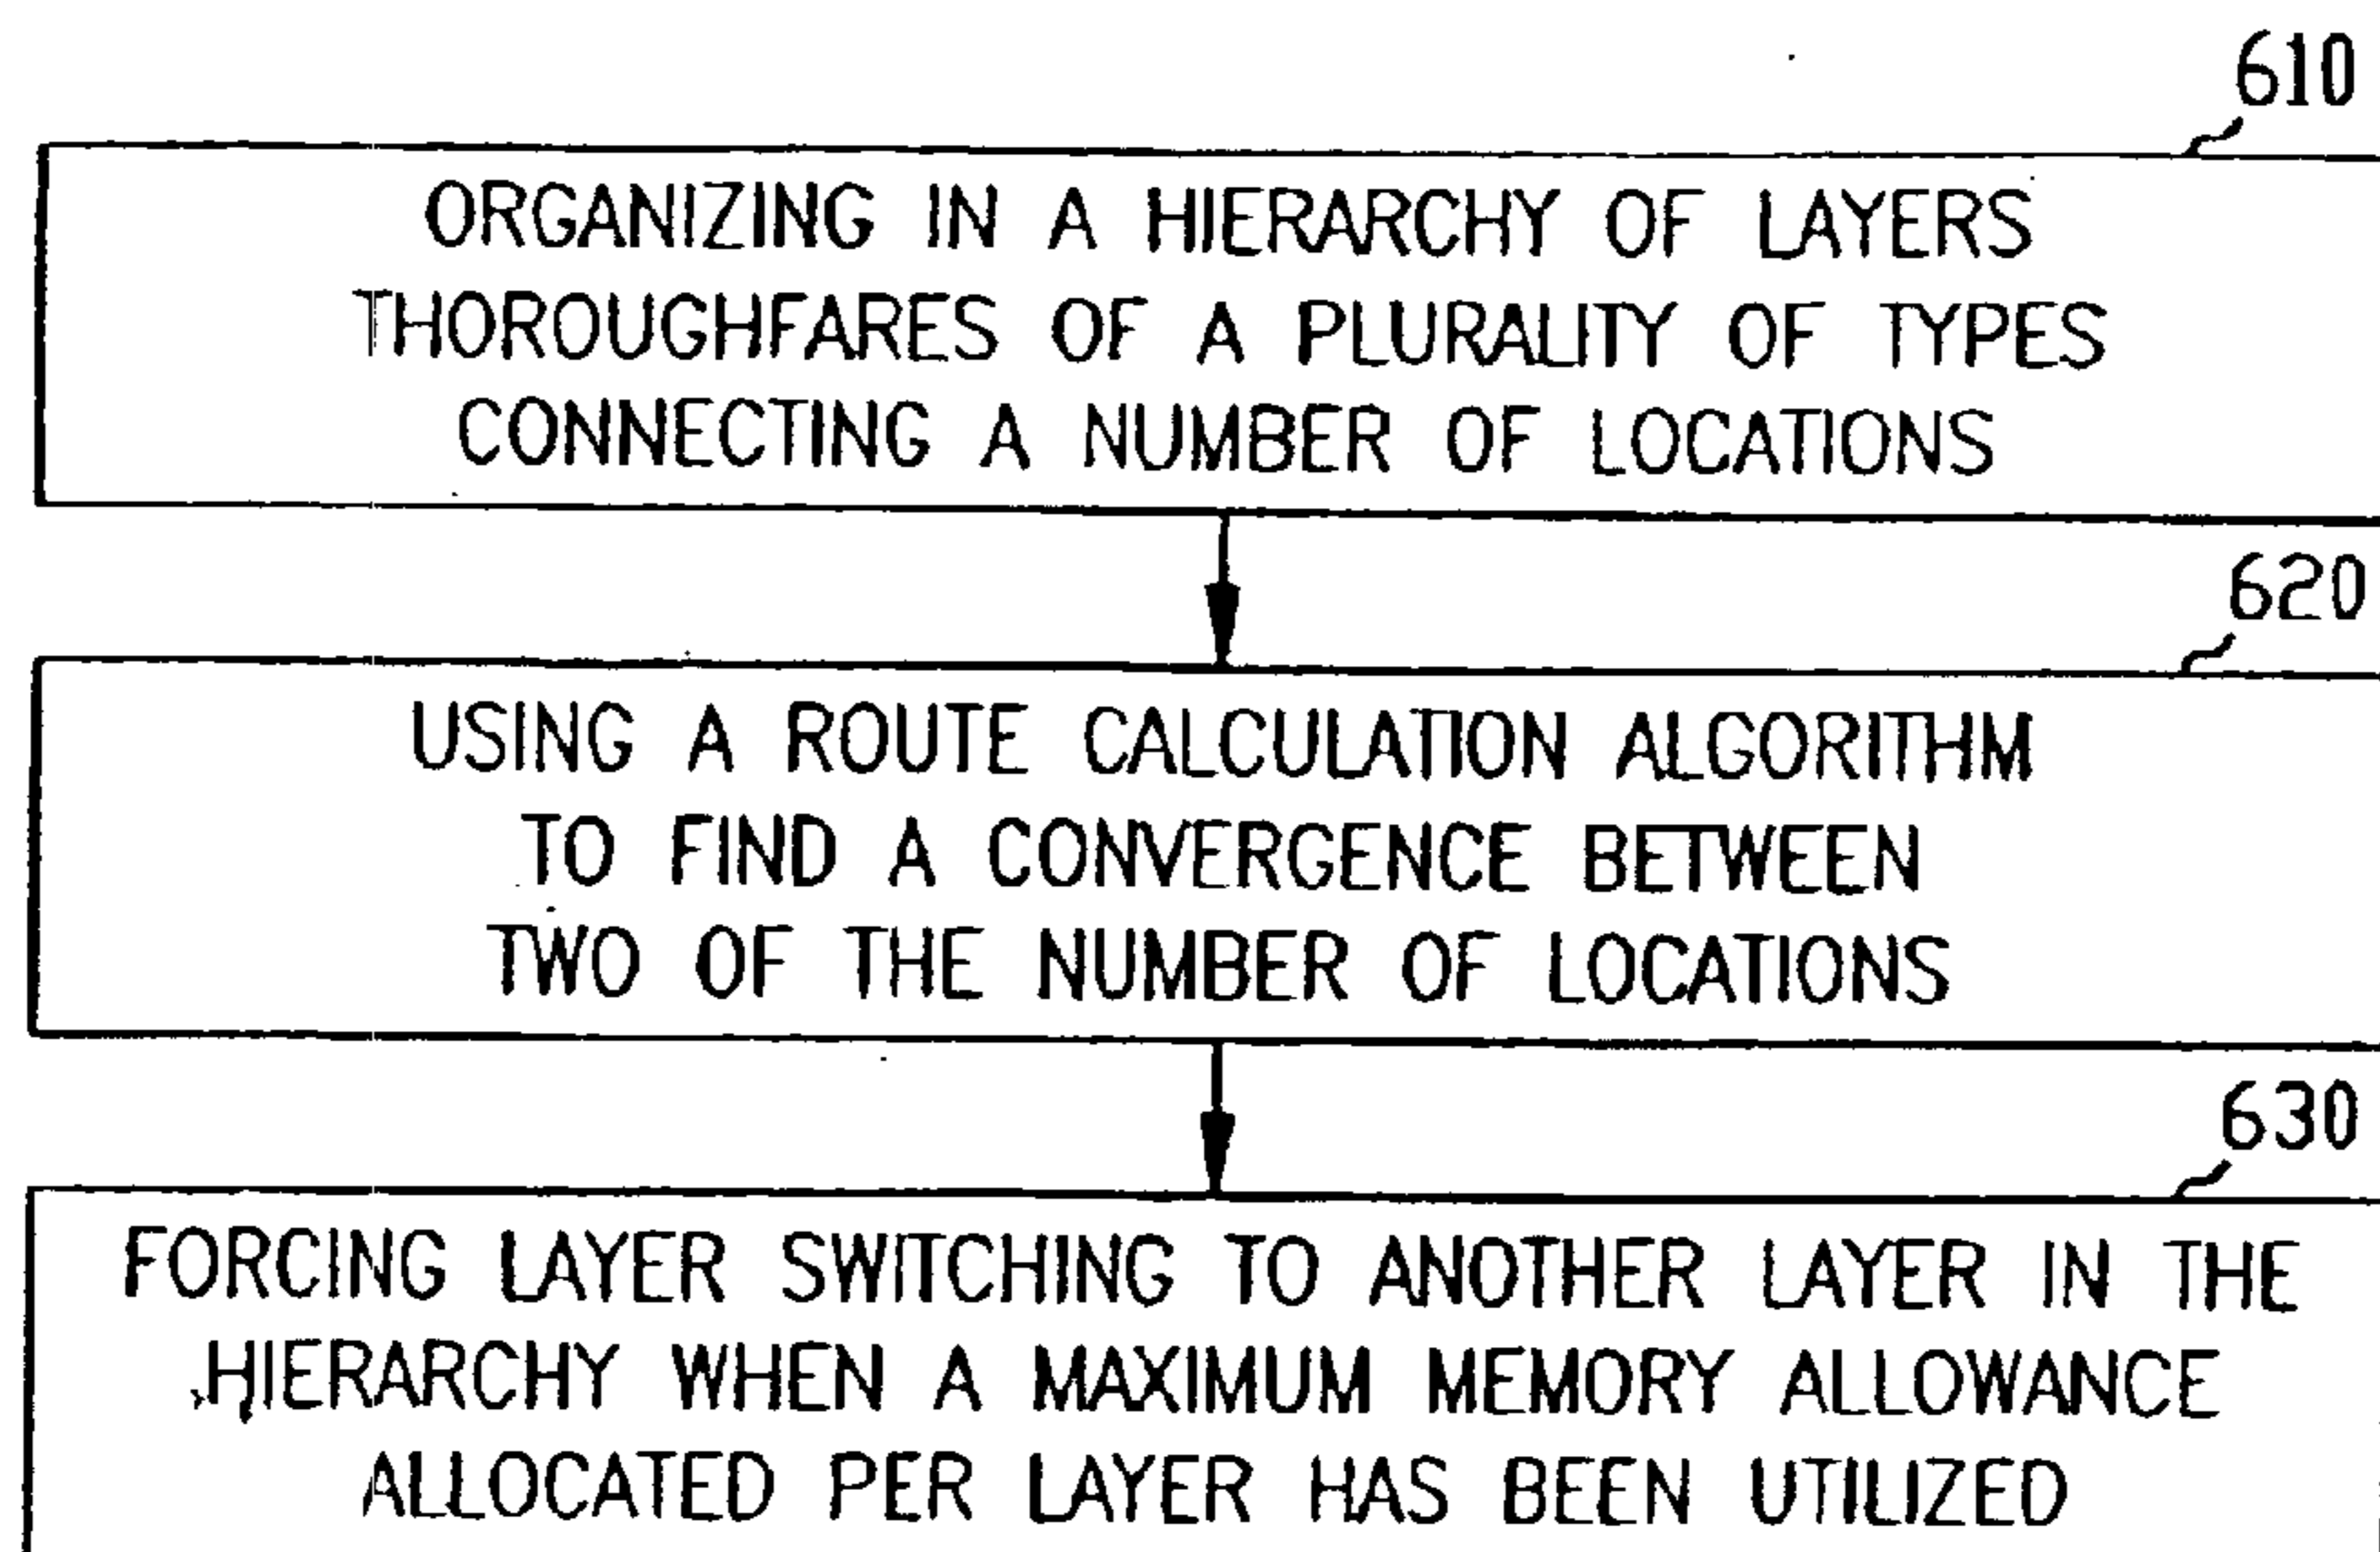 610
ORGANIZING IN A HIERARCHY OF LAYERS
THOROUGHFARES OF A PLURALITY OF TYPES
CONNECTING A NUMBER OF LOCATIONS
620
USING A ROUTE CALCULATION ALGORITHM
TO FIND A CONVERGENCE BETWEEN
TWO OF THE NUMBER OF LOCATIONS
630
FORCING LAYER SWITCHING TO ANOTHER LAYER IN THE
HIERARCHY WHEN A MAXIMUM MEMORY ALLOWANCE
ALLOCATED PER LAYER HAS BEEN UTILIZED